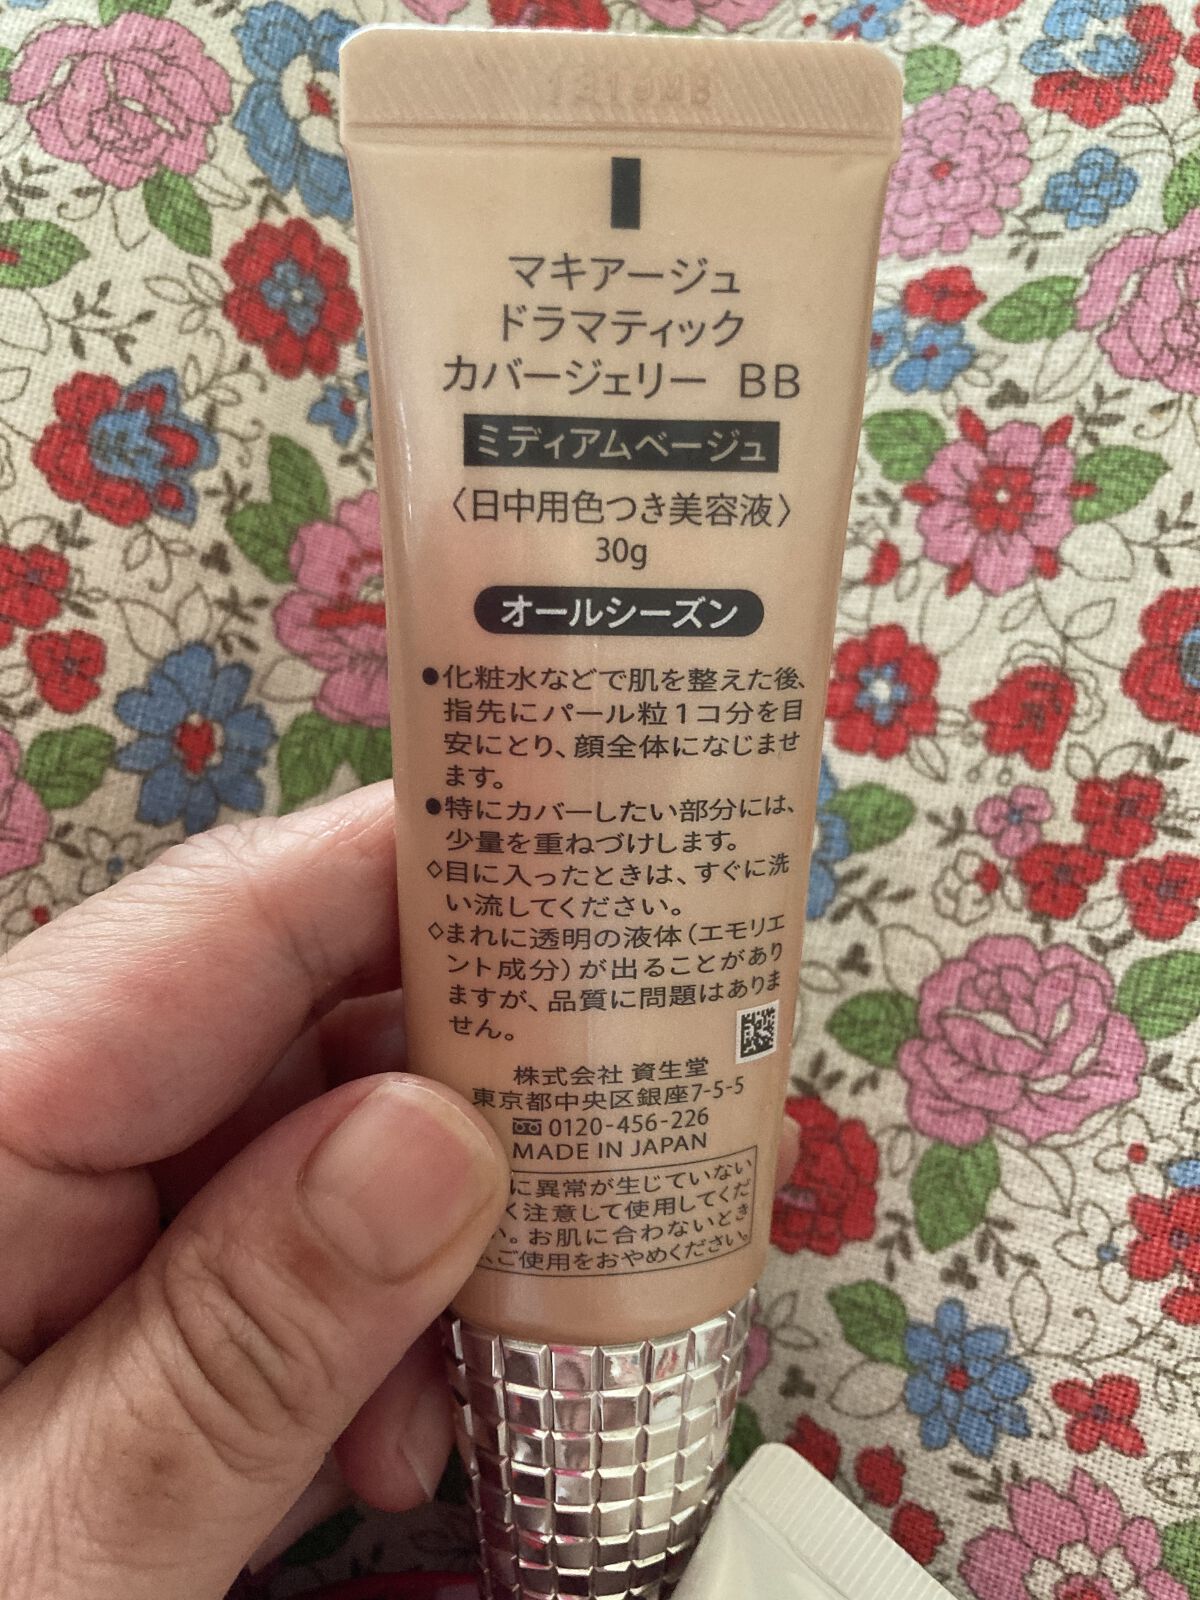 マキアージュ
ドラマティック
カバージェリー BB
ミディアムベージュ
〈日中用色つき美容液〉
30g
オールシーズン
●化粧水などで肌を整えた後、
指先にパール粒1コ分を目
安にとり、顔全体になじませ
ます。
●特にカバーしたい部分には、
少量を重ねづけします。
◇目に入ったときは、すぐに洗
い流してください。
◇まれに透明の液体(エモリエ
ント成分)が出ることがあり
ますが、品質に問題はありま
せん。
株式会社 資生堂
東京都中央区銀座7-5-5
0120-456-226
MADE IN JAPAN
に異常が生じていない
く注意して使用してくだ
い。お肌に合わないとき
、ご使用をおやめください。